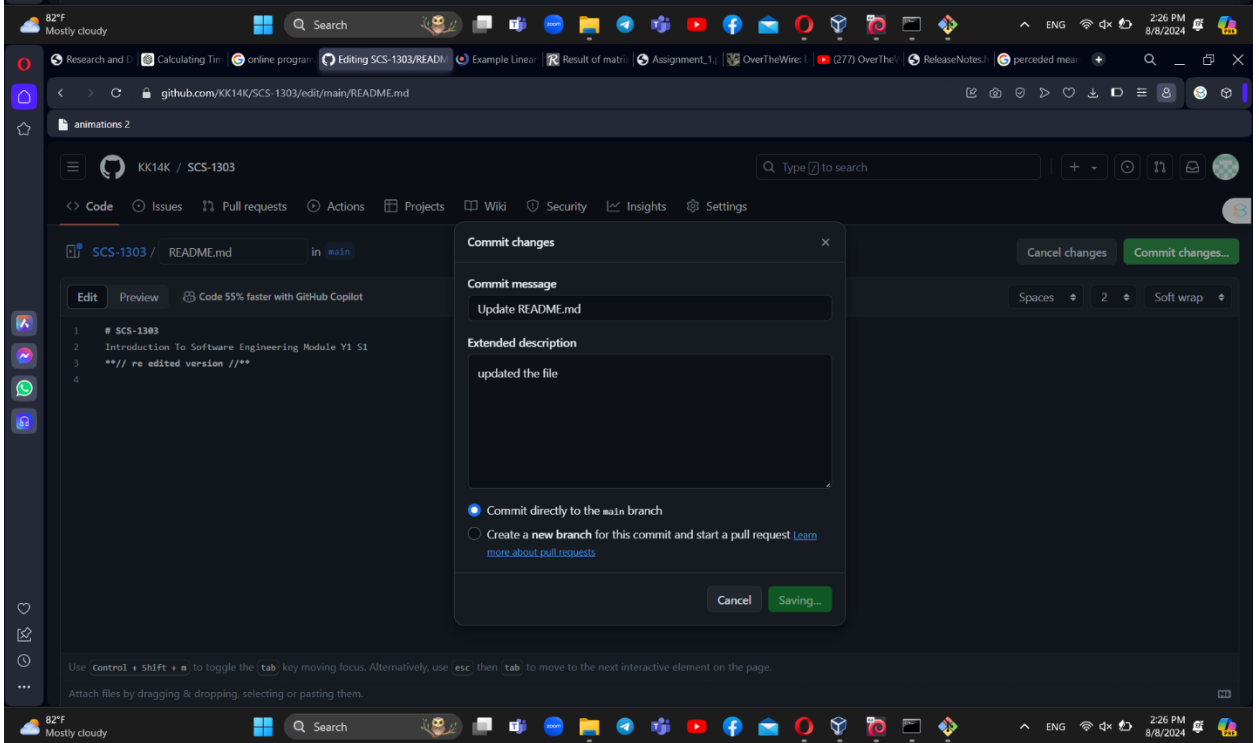 82°F
Mostly cloudy
Search
zoom
PRE
ENG
2:26 PM
8/8/2024
PRE
Research and D
Calculating Tim
online program
Editing SCS-1303/READM
Example Linear
Result of matri
Assignment_1.
OverTheWire: L
(277) OverTheV
ReleaseNotes.h
perceded mear
github.com/KK14K/SCS-1303/edit/main/README.md
animations 2
KK14K / SCS-1303
Type / to search
Code
Issues
Pull requests
Actions
Projects
Wiki
Security
Insights
Settings
SCS-1303 / README.md in main
Cancel changes
Commit changes...
Edit
Preview
Code 55% faster with GitHub Copilot
Spaces
2
Soft wrap
1 # SCS-1303
2 Introduction To Software Engineering Module Y1 S1
3 **// re edited version //**
4
Commit changes
Commit message
Update README.md
Extended description
updated the file
Commit directly to the main branch
Create a new branch for this commit and start a pull request Learn
more about pull requests
Cancel
Saving...
Use Control + Shift + m to toggle the tab key moving focus. Alternatively, use esc then tab to move to the next interactive element on the page.
Attach files by dragging & dropping, selecting or pasting them.
82°F
Mostly cloudy
Search
zoom
PRE
ENG
2:26 PM
8/8/2024
PRE